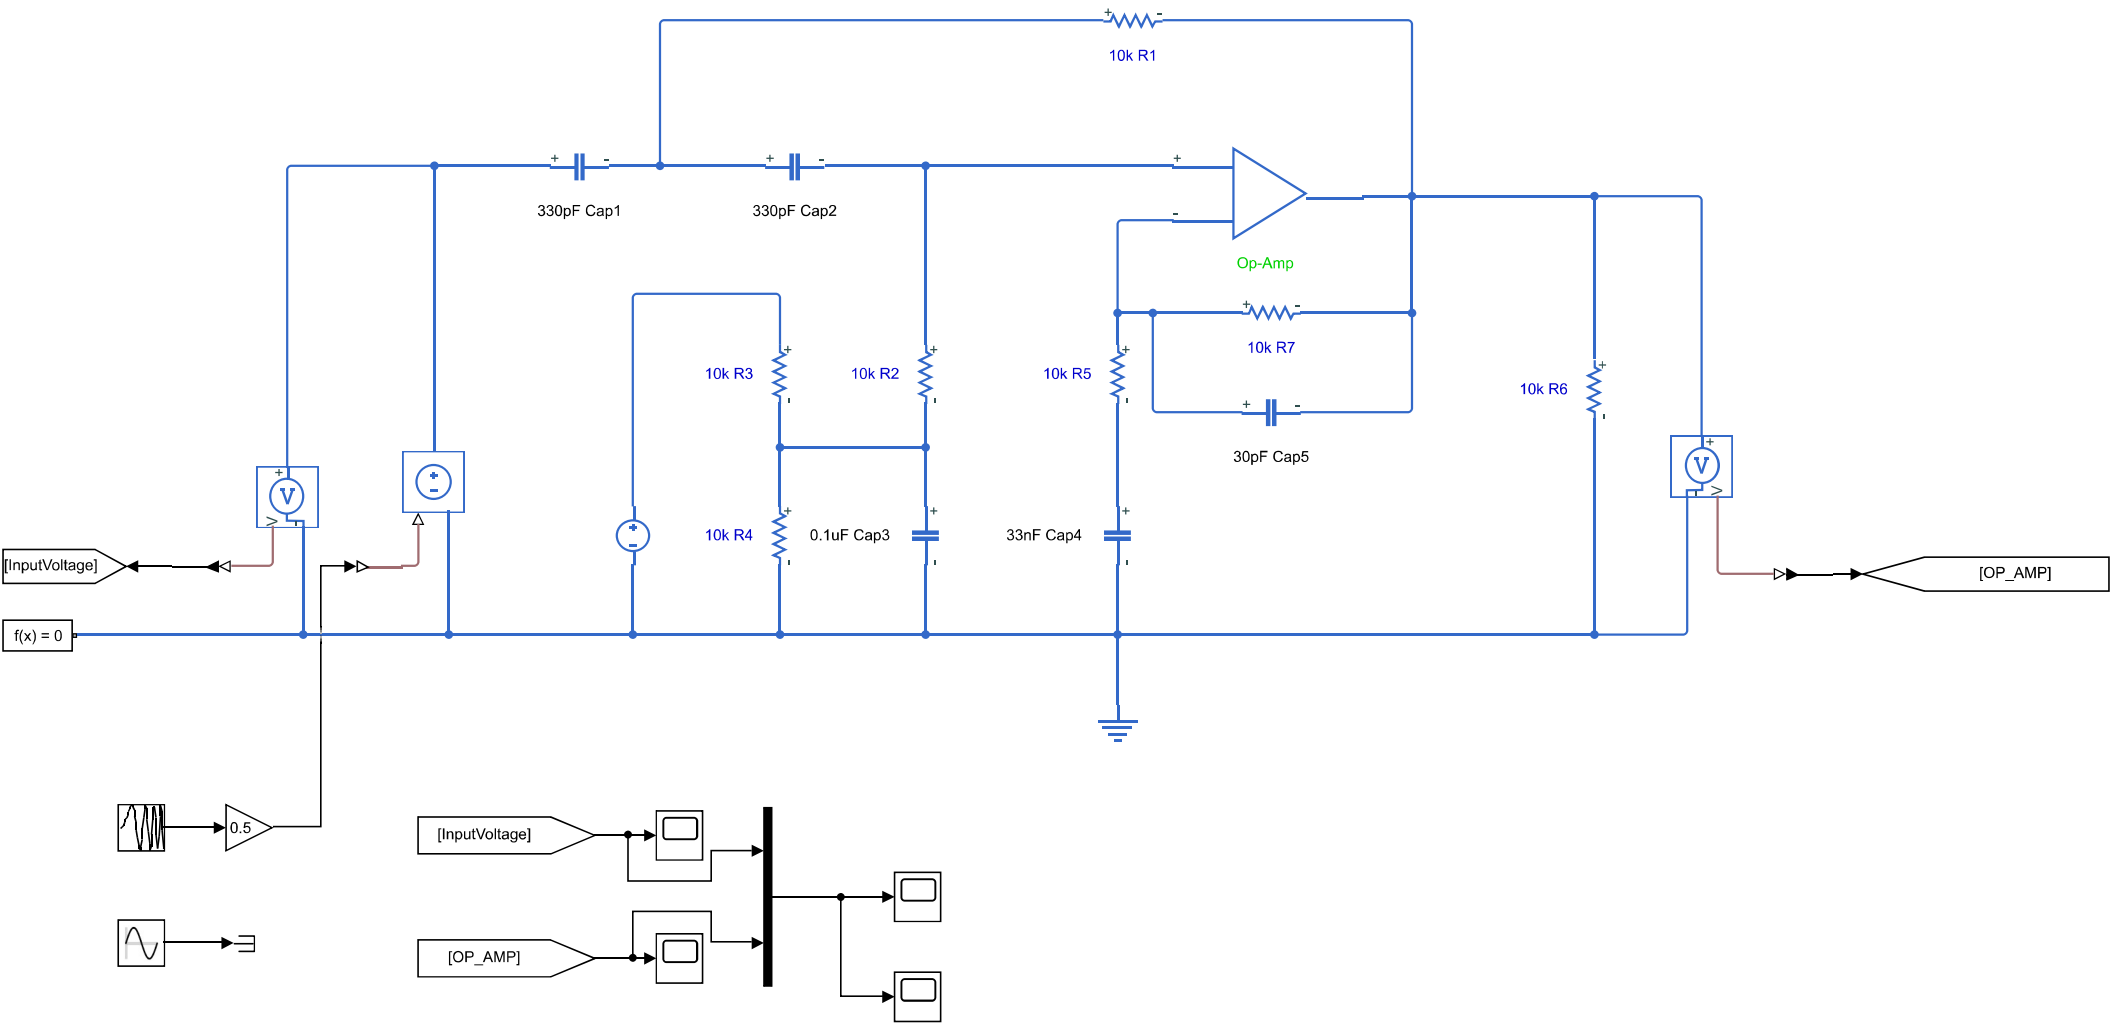 10k R1
330pF Cap1
330pF Cap2
Op-Amp
10k R3
10k R2
10k R5
10k R7
10k R6
30pF Cap5
V
V
10k R4
0.1uF Cap3
33nF Cap4
[InputVoltage]
[OP_AMP]
f(x) = 0
0.5
[InputVoltage]
[OP_AMP]